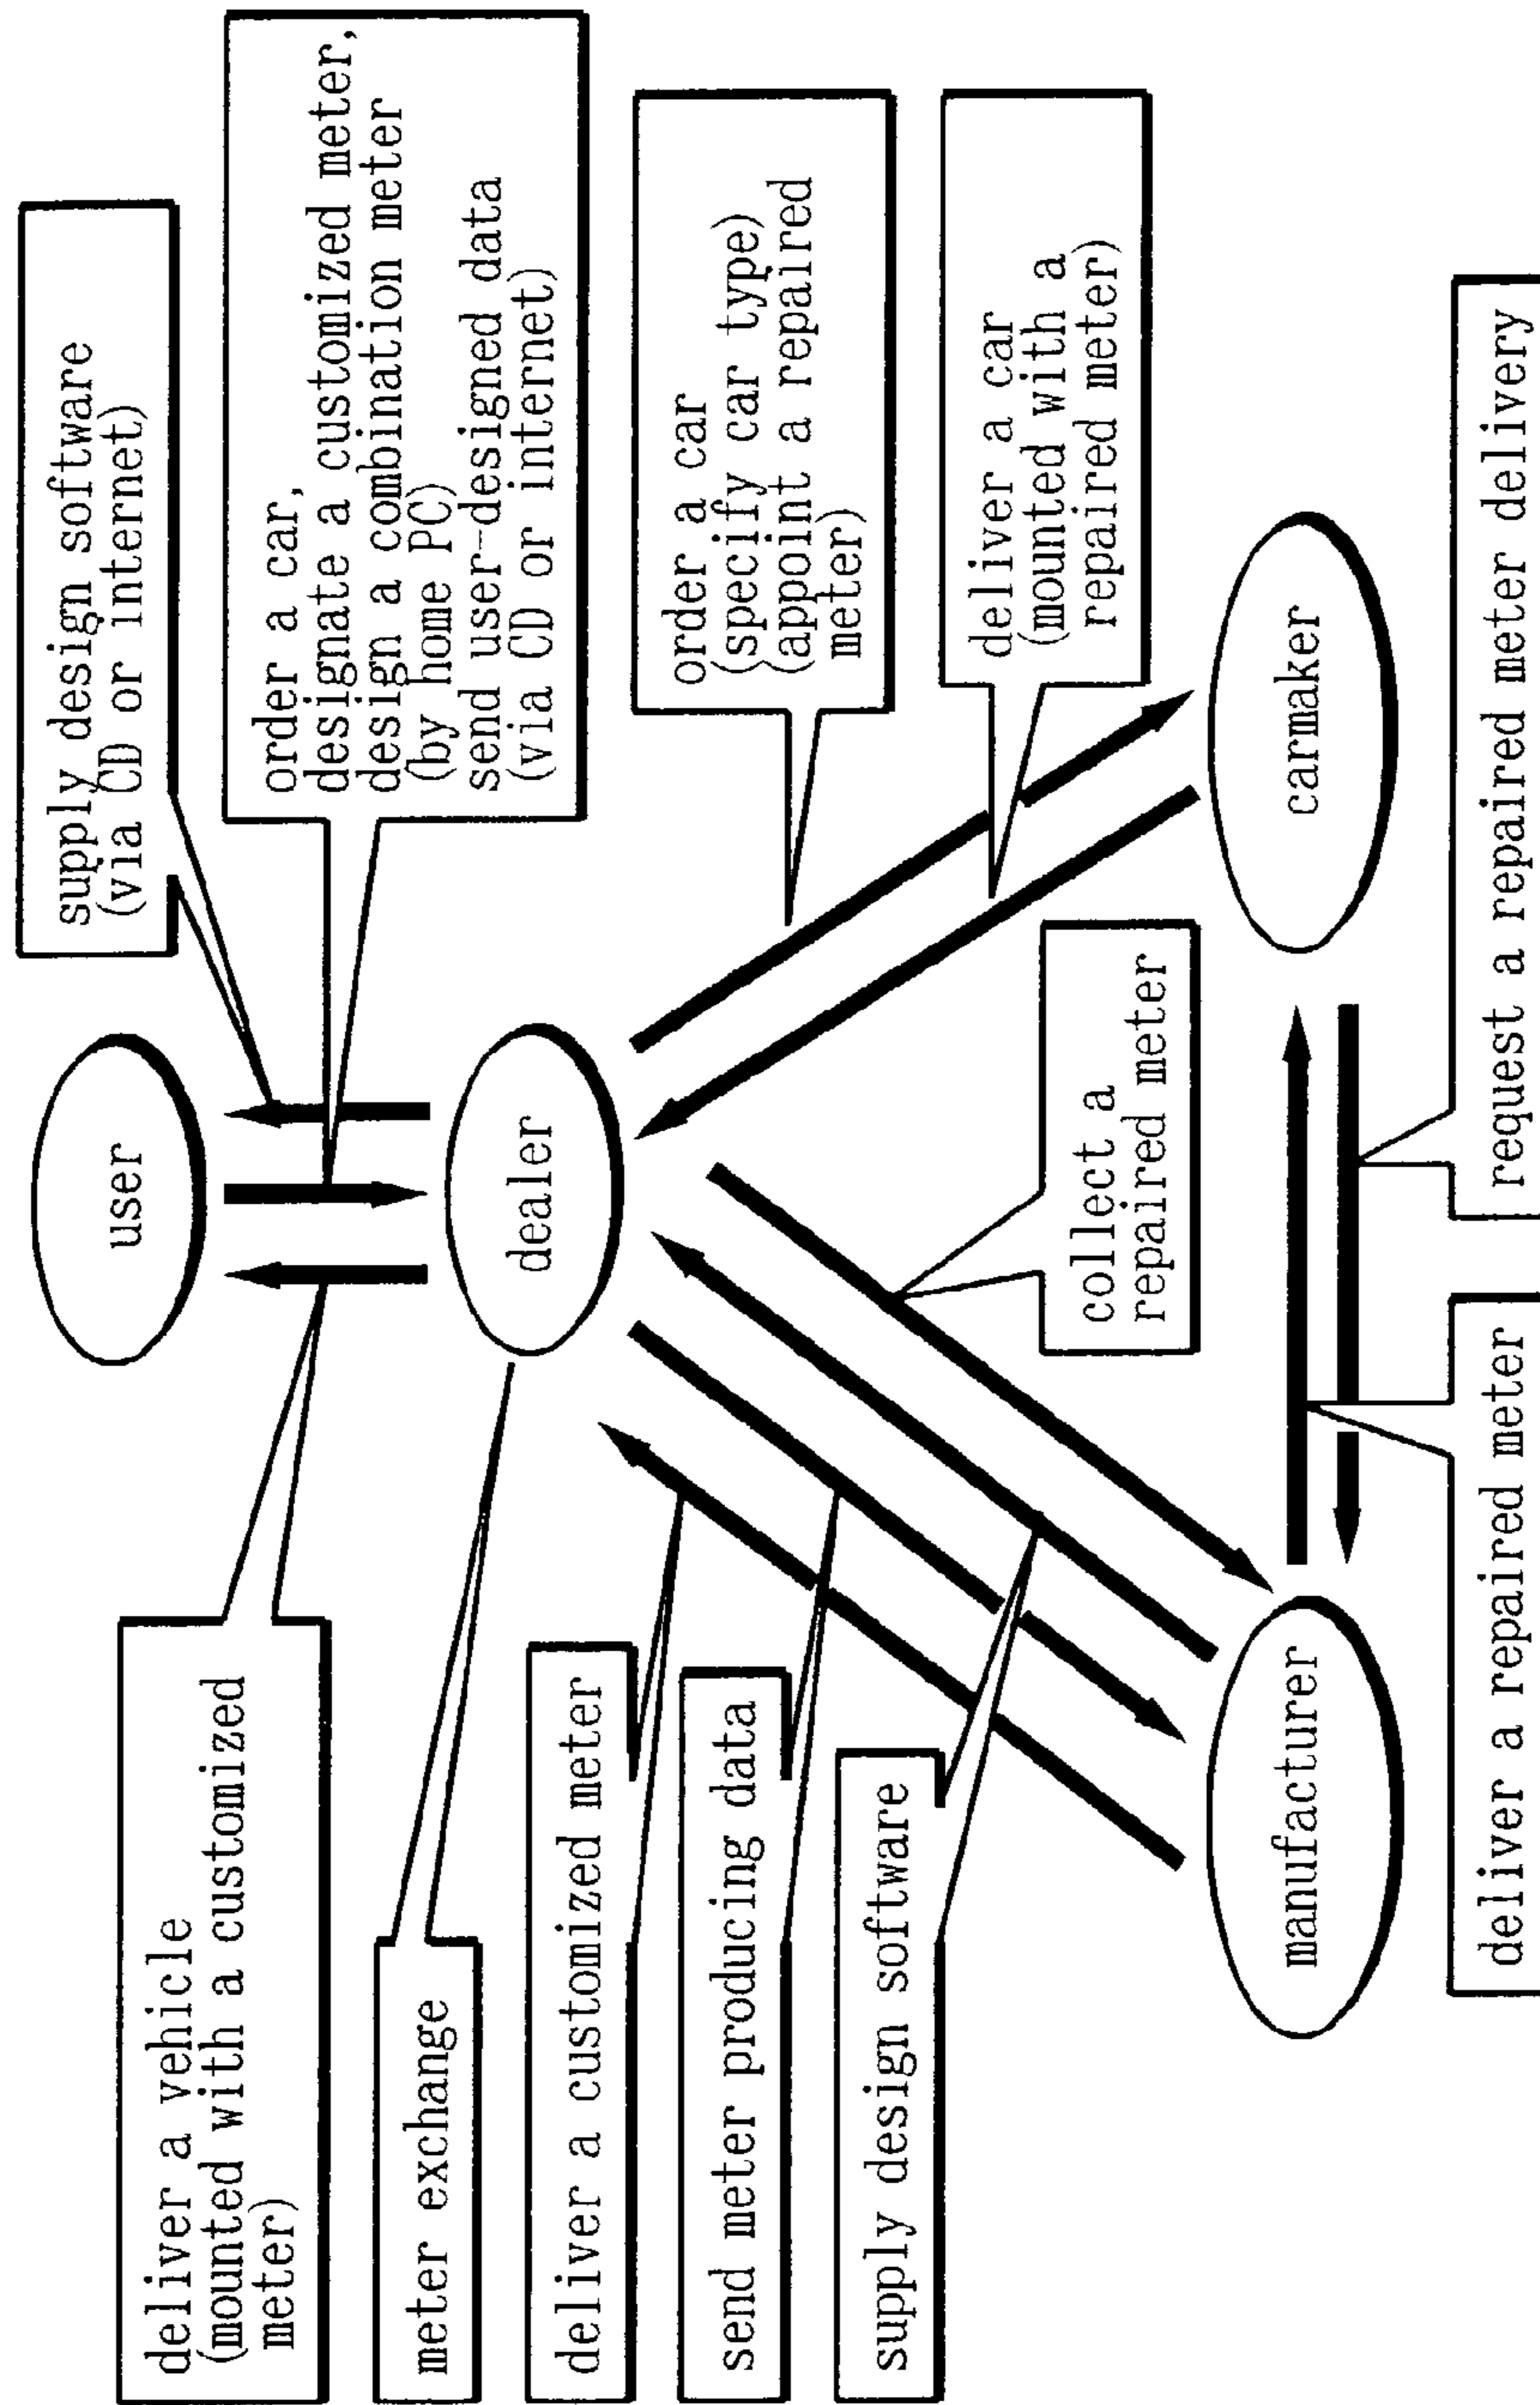 user
supply design software
(via CD or internet)
order a car,
designate a customized meter,
design a combination meter
(by home PC)
send user-designed data
(via CD or internet)
deliver a vehicle
(mounted with a customized
meter)
dealer
meter exchange
order a car
(specify car type)
(appoint a repaired
meter)
deliver a customized meter
send meter producing data
supply design software
deliver a car
(mounted with a
repaired meter)
collect a
repaired meter
manufacturer
carmaker
deliver a repaired meter
request a repaired meter delivery